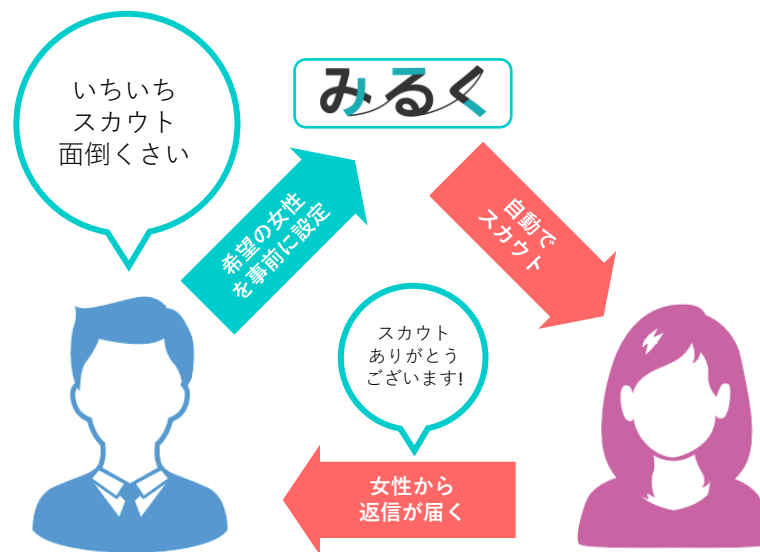 いちいち
スカウト
面倒くさい
みるく
希望の女性
を事前に設定
自動で
スカウト
スカウト
ありがとう
ございます!
女性から
返信が届く